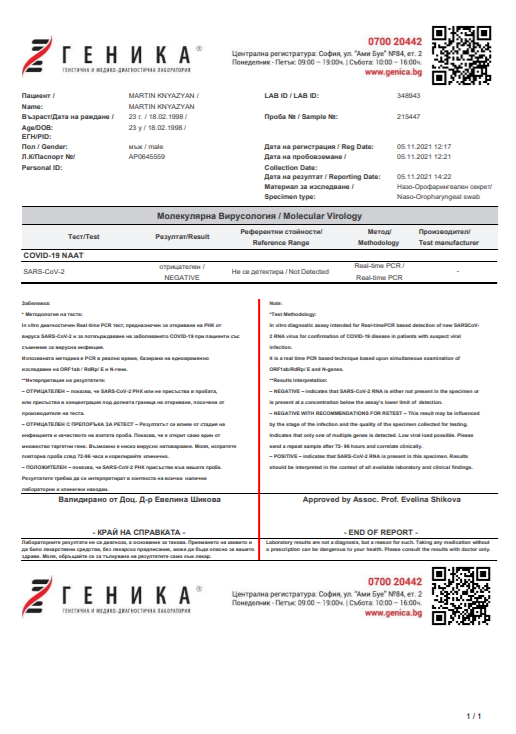 ГЕНИКА®
ГЕНЕТИЧНА И МЕДИКО-ДИАГНОСТИЧНА ЛАБОРАТОРИЯ
0700 20442
Централна регистратура: София, ул. "Ами Буе" №84, ет. 2
Понеделник - Петък: 09:00 – 19:00ч. | Събота: 10:00 – 16:00ч.
www.genica.bg
Пациент / MARTIN KNYAZYAN / LAB ID / LAB ID: 348943
Name: MARTIN KNYAZYAN
Възраст/Дата на раждане / 23 г. / 18.02.1998 / Проба № / Sample №: 215447
Age/DOB: 23 y / 18.02.1998 /
ЕГН/PID:
Пол / Gender: мъж / male Дата на регистрация / Reg Date: 05.11.2021 12:17
Л.К/Паспорт №/ AP0645559 Дата на пробовземане / 05.11.2021 12:21
Personal ID: Collection Date:
Дата на резултат / Reporting Date: 05.11.2021 14:22
Материал за изследване / Назо-Орофарингеален секрет/
Specimen type: Naso-Oropharyngeal swab
Молекулярна Вирусология / Molecular Virology
Тест/Test Резултат/Result Референтни стойности/ Reference Range Метод/ Methodology Производител/ Test manufacturer
COVID-19 NAAT
SARS-CoV-2 отрицателен / NEGATIVE Не се детектира / Not Detected Real-time PCR / Real-time PCR -
Забележка:
* Методология на теста:
In vitro диагностичен Real-time PCR тест, предназначен за откриване на РНК от
вируса SARS-CoV-2 и за потвърждаване на заболяването COVID-19 при пациенти със
съмнение за вирусна инфекция.
Използваната методика е PCR в реално време, базирана на едновременно
изследване на ORF1ab / RdRp/ E и N-гени.
**Интерпретация на резултатите:
– ОТРИЦАТЕЛЕН – показва, че SARS-CoV-2 РНК или не присъства в пробата,
или присъства в концентрация под долната граница на откриване, посочена от
производителя на теста.
– ОТРИЦАТЕЛЕН С ПРЕПОРЪКА ЗА РЕТЕСТ – Резултатът се влияе от стадия на
инфекцията и качеството на взетата проба. Показва, че е открит само един от
множество таргетни гени. Възможно е ниско вирусно натоварване. Моля, изпратете
повторна проба след 72-96 часа и корелирайте клинично.
– ПОЛОЖИТЕЛЕН – показва, че SARS-CoV-2 РНК присъства във вашата проба.
Резултатите трябва да се интерпретират в контекста на всички налични
лабораторни и клинични находки.
Note:
*Test Methodology:
In vitro diagnostic assay intended for Real-timePCR based detection of new SARSCoV-
2 RNA virus for confirmation of COVID-19 disease in patients with suspect viral
infection.
It is a real time PCR based technique based upon simultaneous examination of
ORF1ab/RdRp/ E and N-genes.
**Results Interpretation:
– NEGATIVE – indicates that SARS-CoV-2 RNA is either not present in the specimen or
is present at a concentration below the assay's lower limit of detection.
– NEGATIVE WITH RECOMMENDATIONS FOR RETEST – This result may be influenced
by the stage of the infection and the quality of the specimen collected for testing.
Indicates that only one of multiple genes is detected. Low viral load possible. Please
send a repeat sample after 72- 96 hours and correlate clinically.
– POSITIVE – indicates that SARS-CoV-2 RNA is present in this specimen. Results
should be interpreted in the context of all available laboratory and clinical findings.
Валидирано от Доц. Д-р Евелина Шикова Approved by Assoc. Prof. Evelina Shikova
- КРАЙ НА СПРАВКАТА - - END OF REPORT -
Лабораторните резултати не са диагноза, а основание за такова. Приемането на каквито и
да било лекарствени средства, без лекарско предписание, може да бъде опасно за вашето
здраве. Моля, обръщайте се за тълкуване на резултатите само към лекар.
Laboratory results are not a diagnosis, but a reason for such. Taking any medication without
a prescription can be dangerous to your health. Please consult the results with doctor only.
ГЕНИКА®
ГЕНЕТИЧНА И МЕДИКО-ДИАГНОСТИЧНА ЛАБОРАТОРИЯ
0700 20442
Централна регистратура: София, ул. "Ами Буе" №84, ет. 2
Понеделник - Петък: 09:00 – 19:00ч. | Събота: 10:00 – 16:00ч.
www.genica.bg
1 / 1